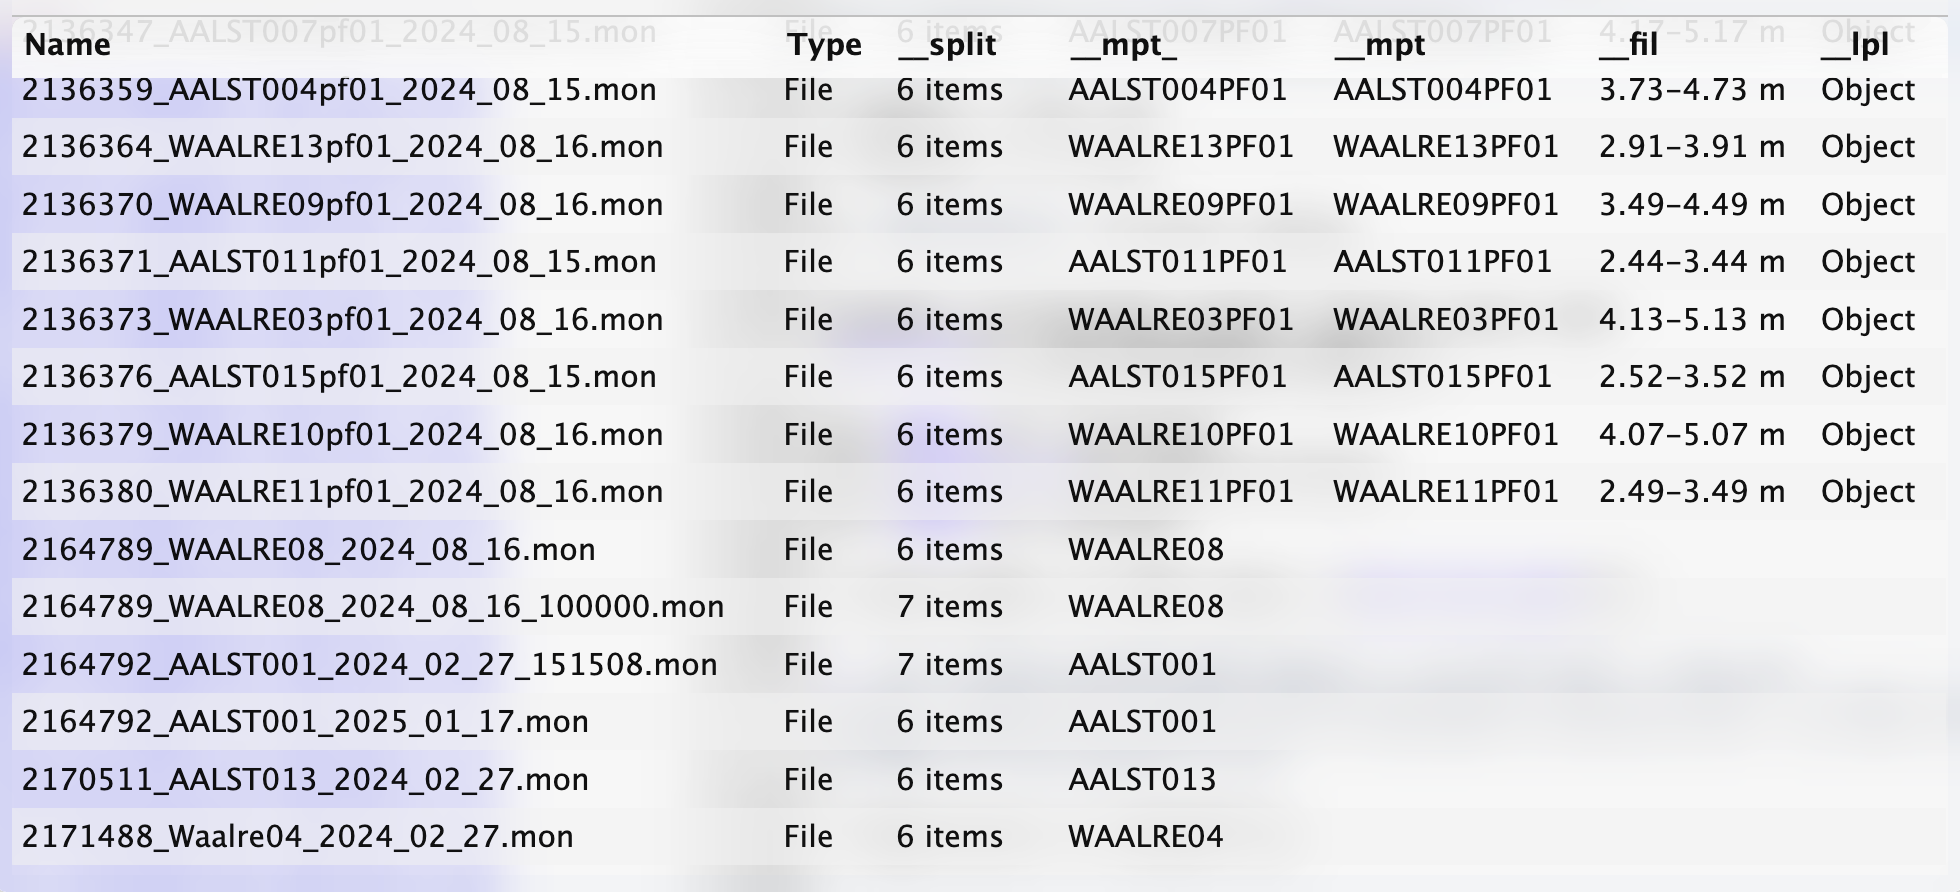 2136347_AALST007pf01_2024_08_15.mon File 6 items AALST007PF01 AALST007PF01 4.17-5.17 m Object
Name Type __split __mpt_ __mpt __fil __lpl
2136359_AALST004pf01_2024_08_15.mon File 6 items AALST004PF01 AALST004PF01 3.73-4.73 m Object
2136364_WAALRE13pf01_2024_08_16.mon File 6 items WAALRE13PF01 WAALRE13PF01 2.91-3.91 m Object
2136370_WAALRE09pf01_2024_08_16.mon File 6 items WAALRE09PF01 WAALRE09PF01 3.49-4.49 m Object
2136371_AALST011pf01_2024_08_15.mon File 6 items AALST011PF01 AALST011PF01 2.44-3.44 m Object
2136373_WAALRE03pf01_2024_08_16.mon File 6 items WAALRE03PF01 WAALRE03PF01 4.13-5.13 m Object
2136376_AALST015pf01_2024_08_15.mon File 6 items AALST015PF01 AALST015PF01 2.52-3.52 m Object
2136379_WAALRE10pf01_2024_08_16.mon File 6 items WAALRE10PF01 WAALRE10PF01 4.07-5.07 m Object
2136380_WAALRE11pf01_2024_08_16.mon File 6 items WAALRE11PF01 WAALRE11PF01 2.49-3.49 m Object
2164789_WAALRE08_2024_08_16.mon File 6 items WAALRE08
2164789_WAALRE08_2024_08_16_100000.mon File 7 items WAALRE08
2164792_AALST001_2024_02_27_151508.mon File 7 items AALST001
2164792_AALST001_2025_01_17.mon File 6 items AALST001
2170511_AALST013_2024_02_27.mon File 6 items AALST013
2171488_Waalre04_2024_02_27.mon File 6 items WAALRE04